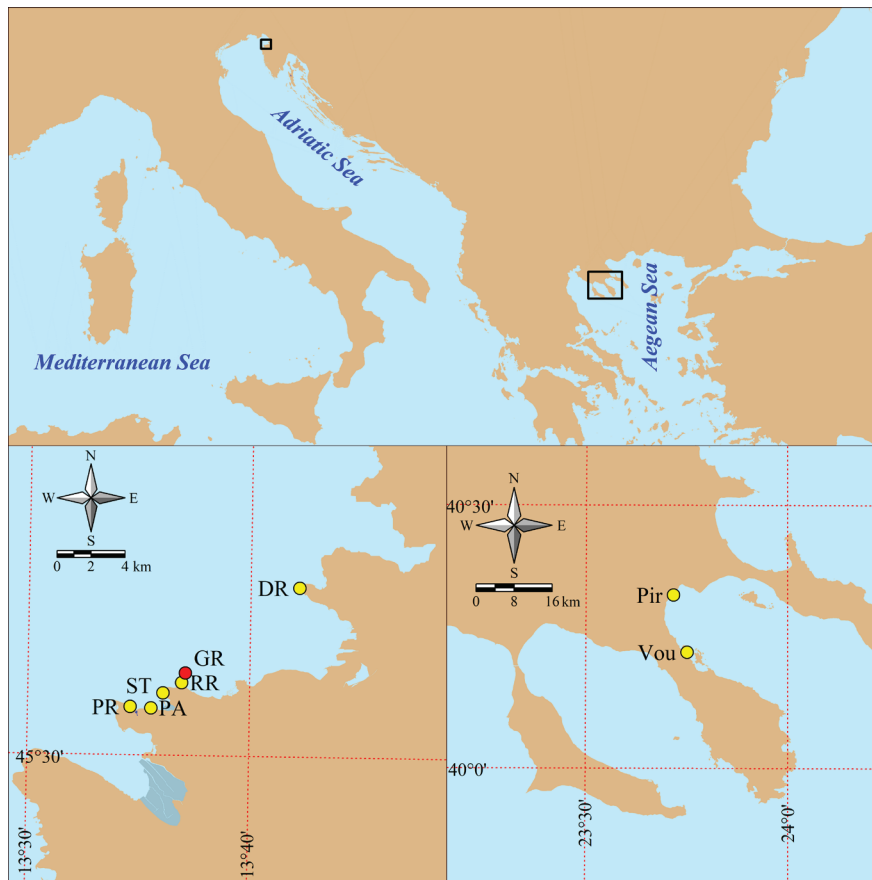 Adriatic Sea
Aegean Sea
Mediterranean Sea
N
W E
S
0 2 4 km
DR
GR
RR
ST
PR
PA
45°30'
13°30'
13°40'
N
40°30'
W E
S
0 8 16 km
Pir
Vou
40°0'
23°30'
24°0'